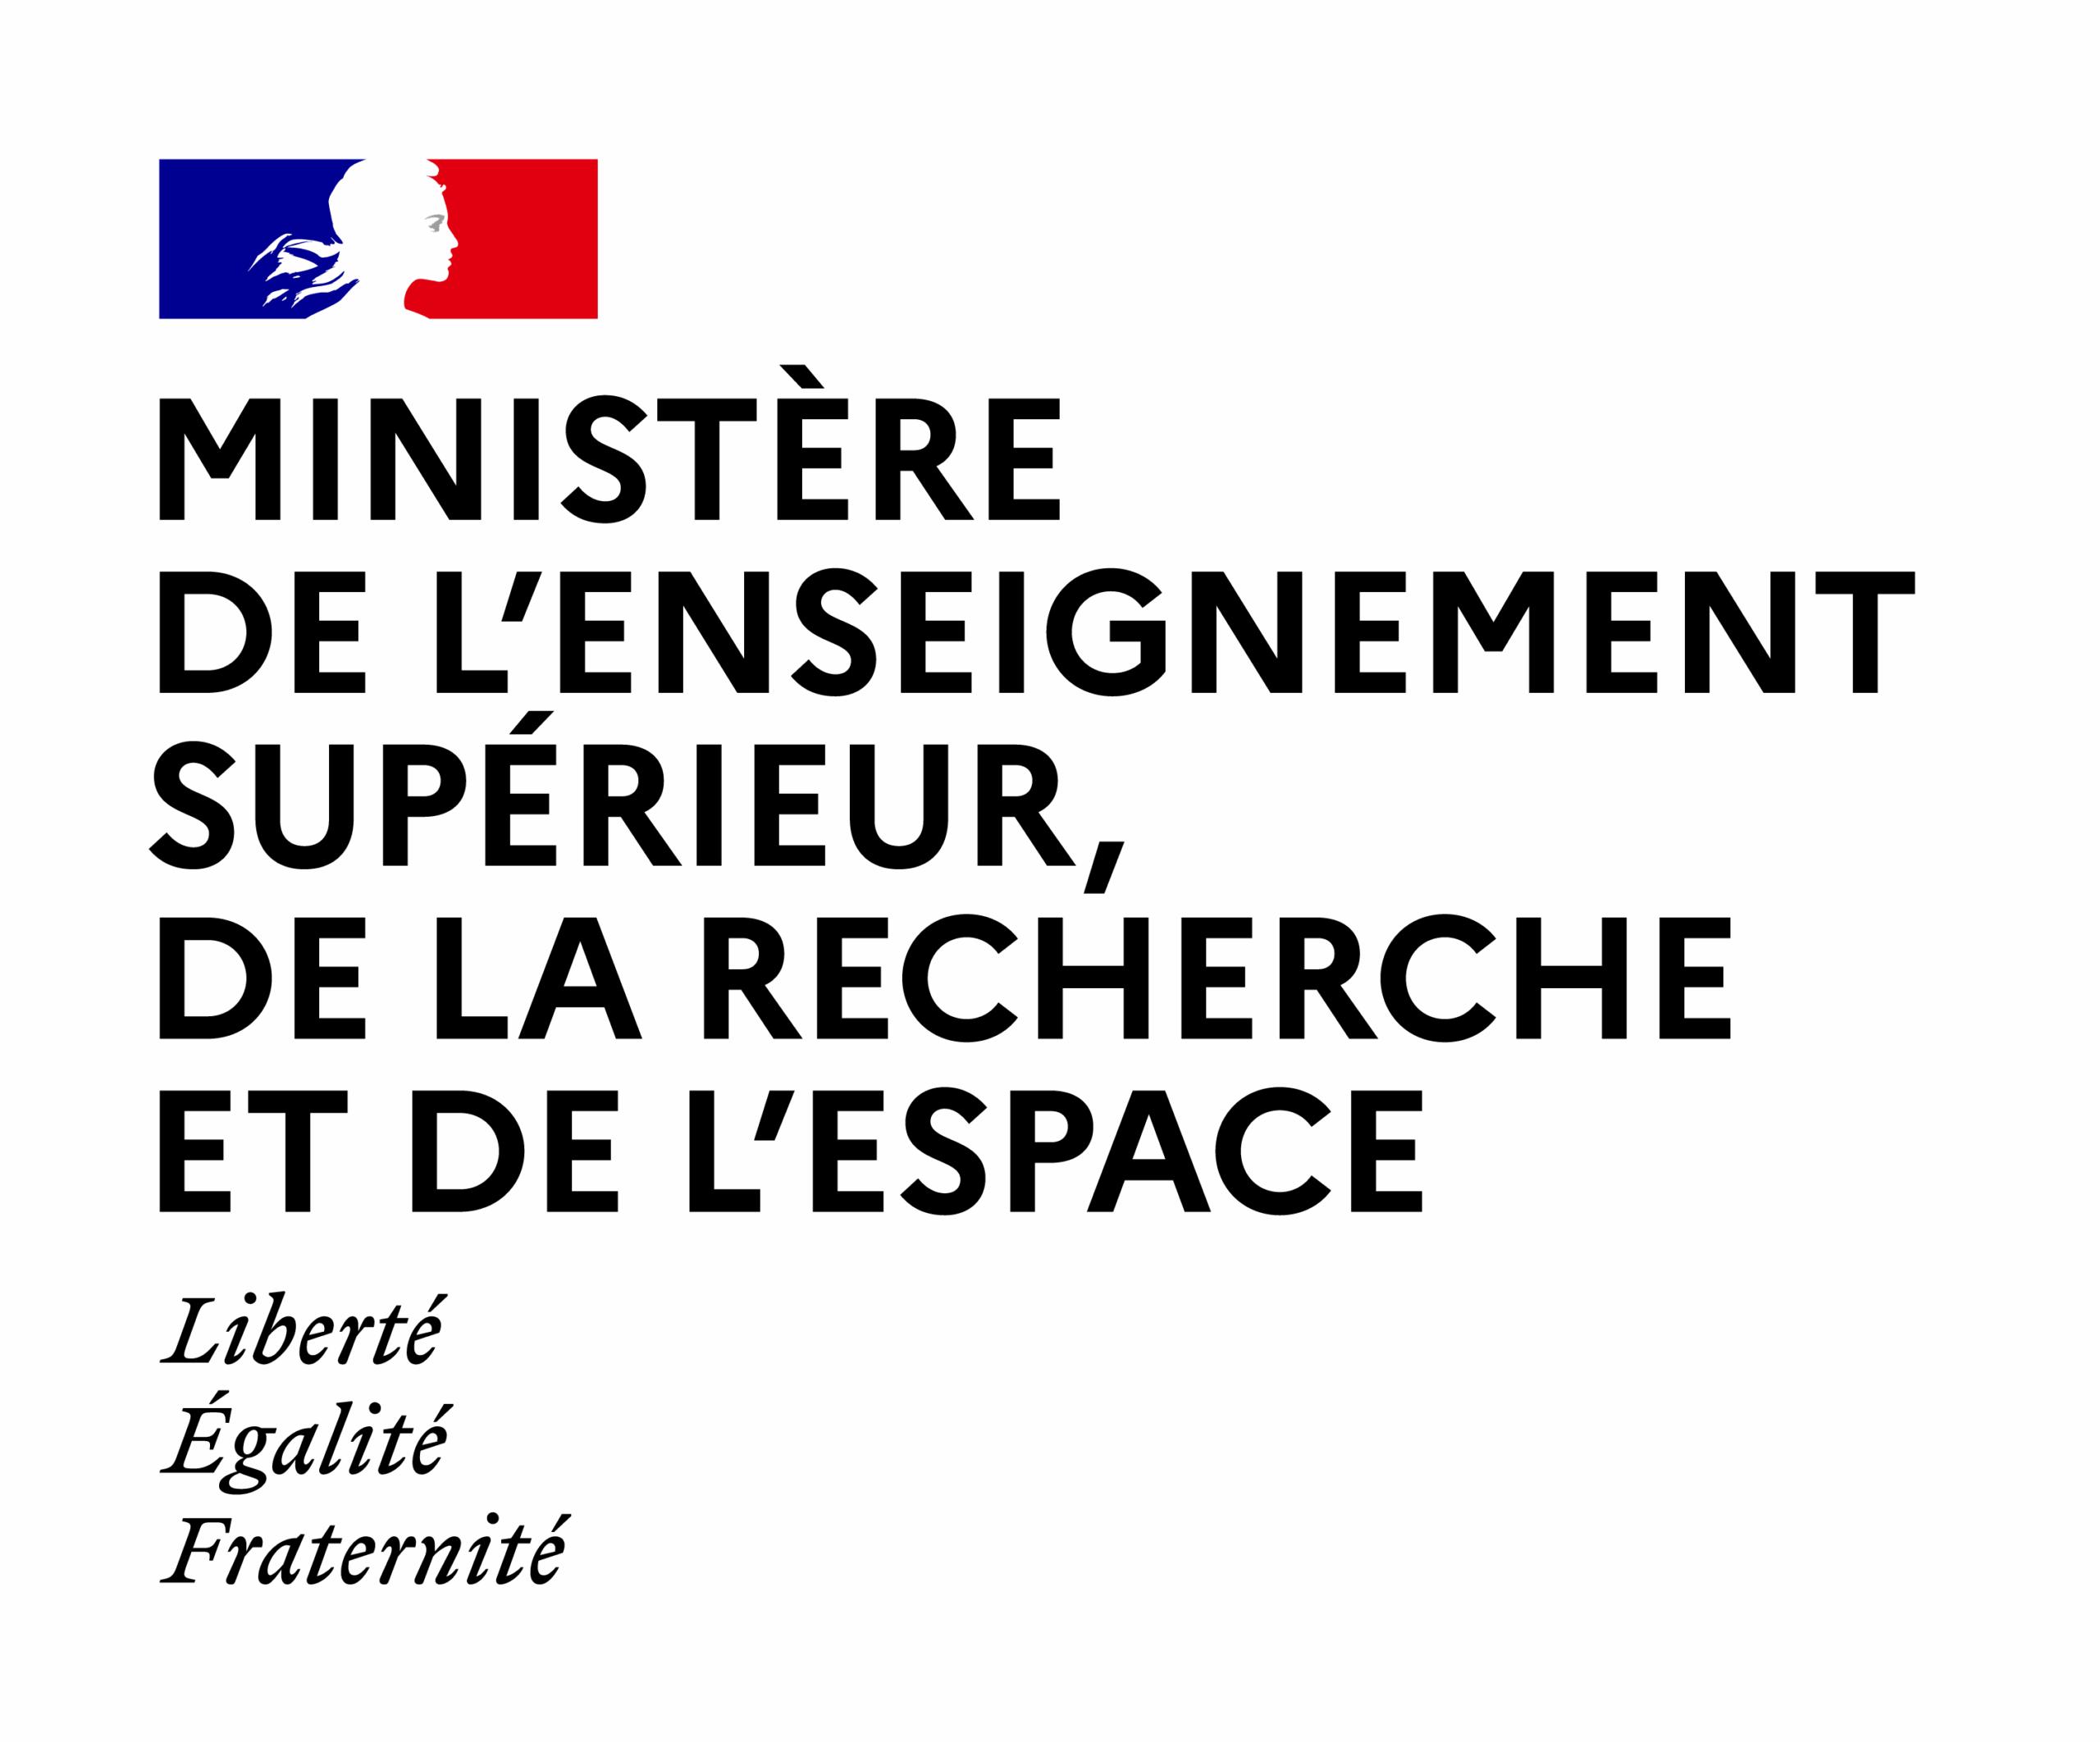 MINISTÈRE
DE L’ENSEIGNEMENT
SUPÉRIEUR,
DE LA RECHERCHE
ET DE L’ESPACE
Liberté
Égalité
Fraternité